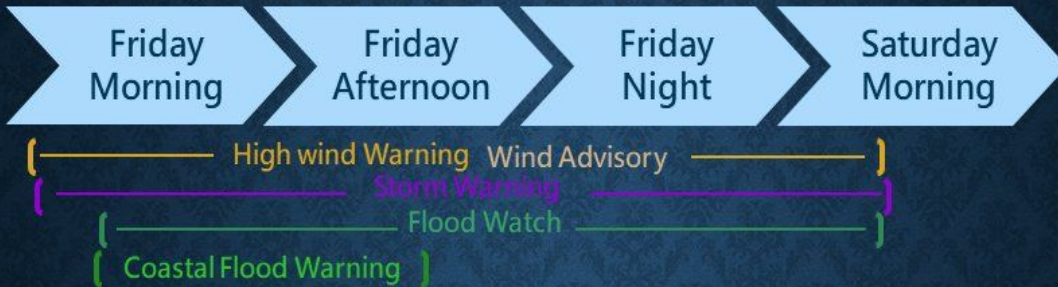 Friday
Morning
Friday
Afternoon
Friday
Night
Saturday
Morning
High wind Warning Wind Advisory
Storm Warning
Flood Watch
Coastal Flood Warning